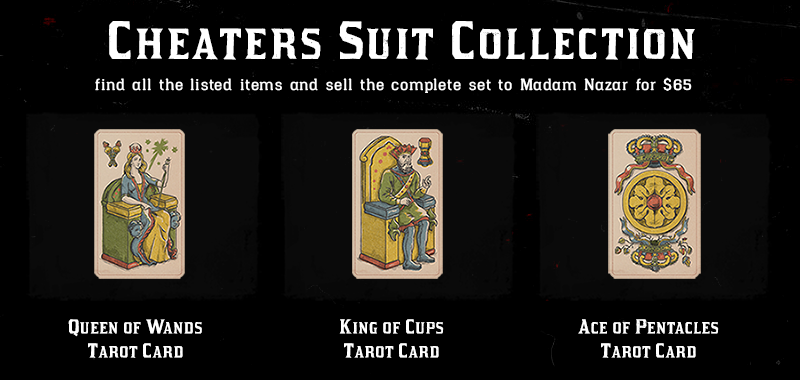 Cheaters Suit Collection
find all the listed items and sell the complete set to Madam Nazar for $65
Queen of Wands
Tarot Card
King of Cups
Tarot Card
Ace of Pentacles
Tarot Card